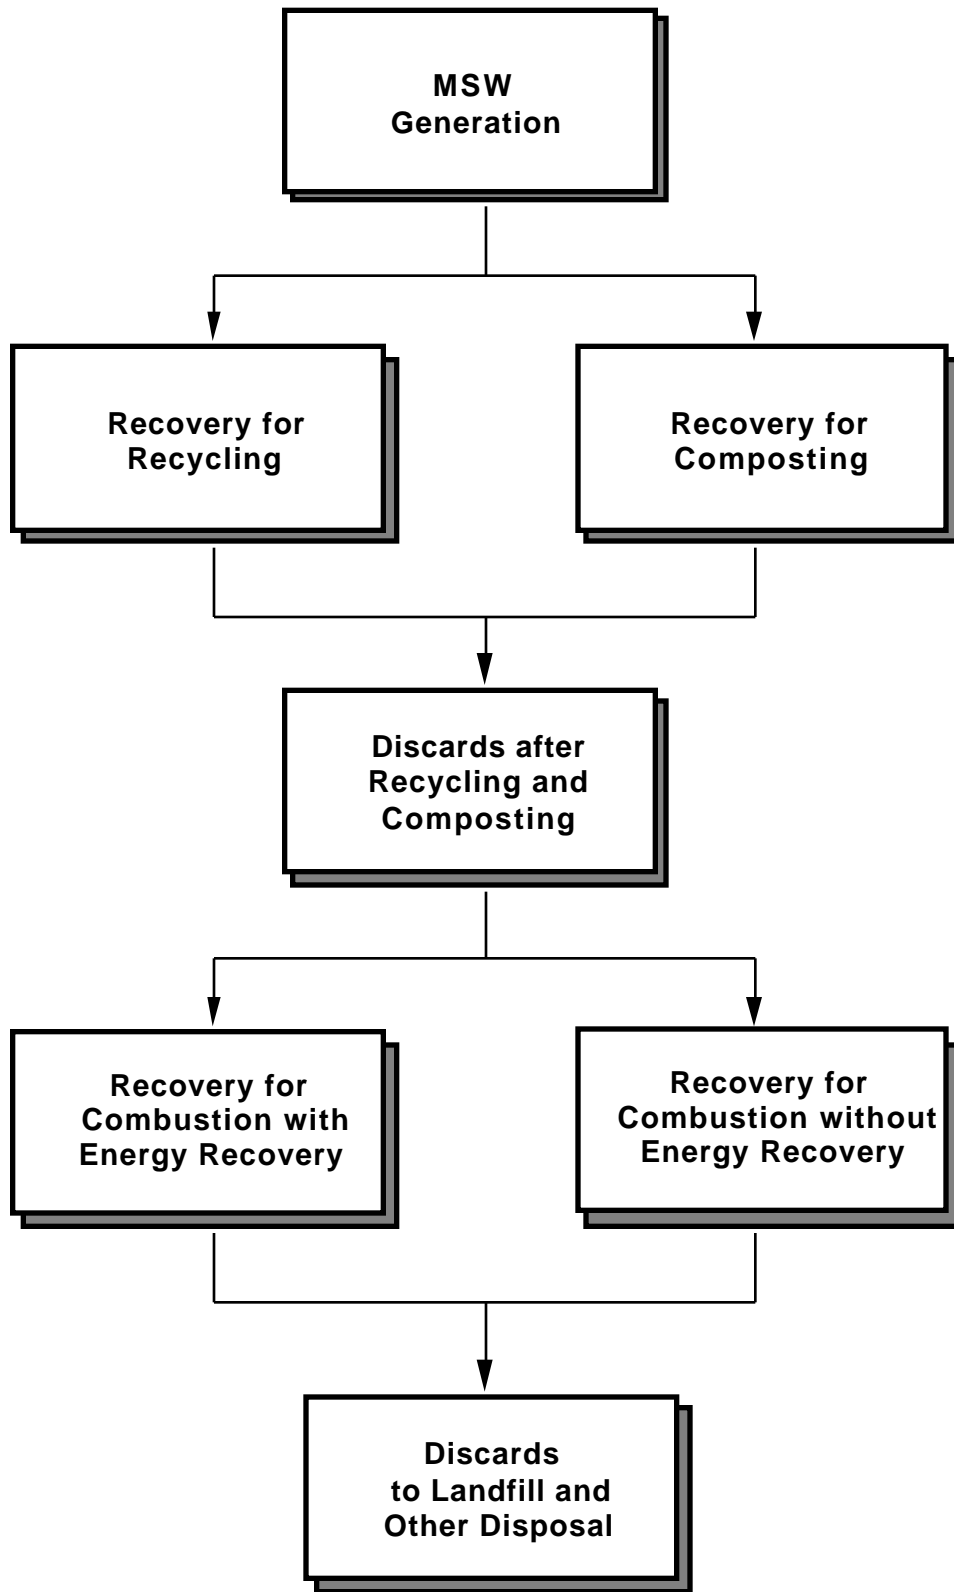 MSW
Generation
Recovery for
Recycling
Recovery for
Composting
Discards after
Recycling and
Composting
Recovery for
Combustion with
Energy Recovery
Recovery for
Combustion without
Energy Recovery
Discards
to Landfill and
Other Disposal